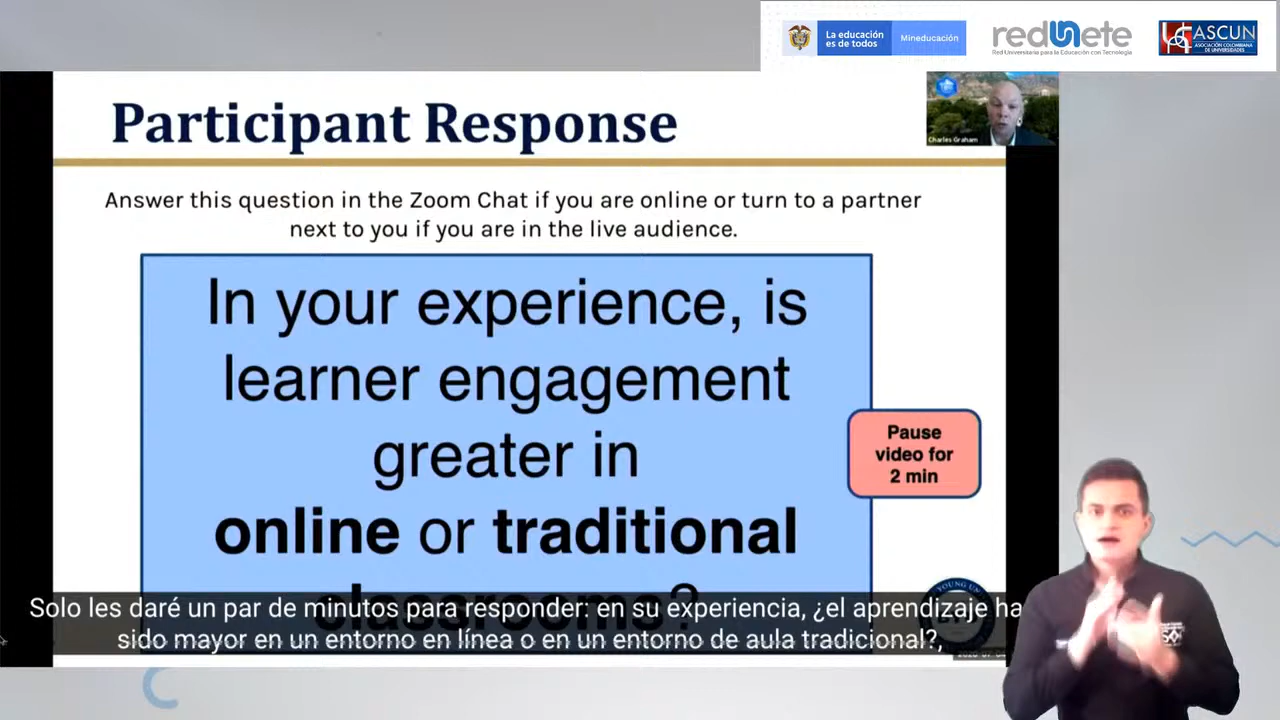 La educación
es de todos
Mineducación
redunete
Red Universitaria para la Educación con Tecnología
ASCUN
ASOCIACIÓN COLOMBIANA
DE UNIVERSIDADES
Participant Response
Charles Graham
Answer this question in the Zoom Chat if you are online or turn to a partner
next to you if you are in the live audience.
In your experience, is
learner engagement
greater in
online or traditional
classrooms?
Pause
video for
2 min
YOUNG UN
Solo les daré un par de minutos para responder: en su experiencia, ¿el aprendizaje ha
sido mayor en un entorno en línea o en un entorno de aula tradicional?,